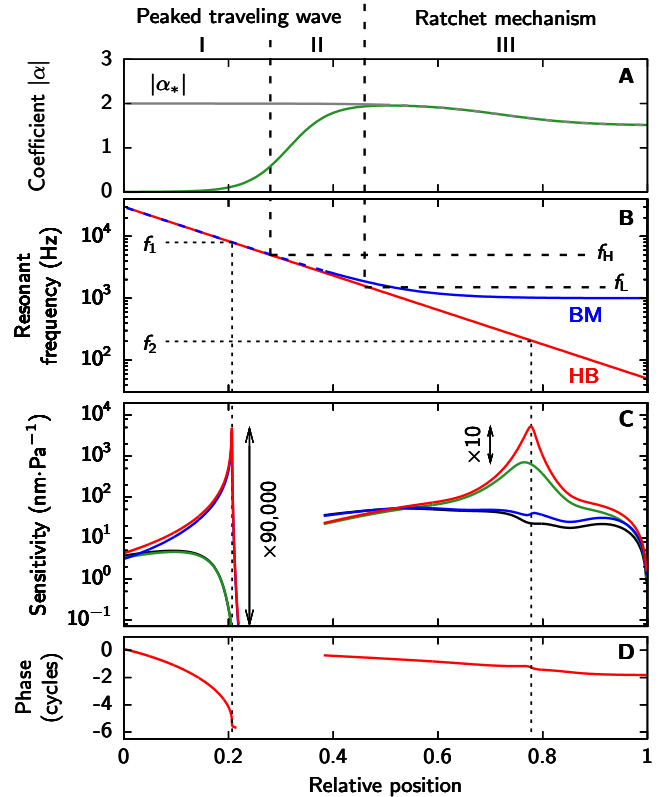 Peaked traveling wave Ratchet mechanism
I II III
3
2
1
0
Coefficient |α|
|α*|
A
10⁴
10³
10²
Resonant
frequency (Hz)
f₁
f₂
f_H
f_L
BM
HB
B
10⁴
10³
10²
10¹
10⁰
10⁻¹
Sensitivity (nm·Pa⁻¹)
×90,000
×10
C
0
-2
-4
-6
Phase
(cycles)
D
0 0.2 0.4 0.6 0.8 1
Relative position